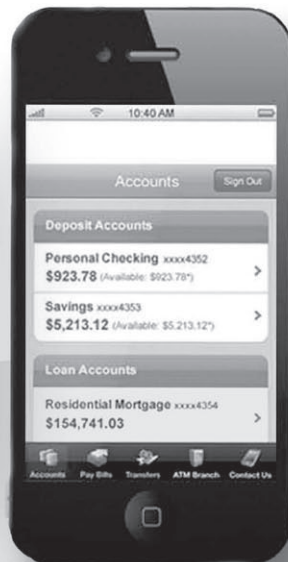 10:40 AM
Accounts
Sign Out
Deposit Accounts
Personal Checking xxxx4352
$923.78 (Available: $923.78*)
Savings xxxx4353
$5,213.12 (Available: $5,213.12*)
Loan Accounts
Residential Mortgage xxxx4354
$154,741.03
Accounts Pay Bills Transfers ATM Branch Contact Us